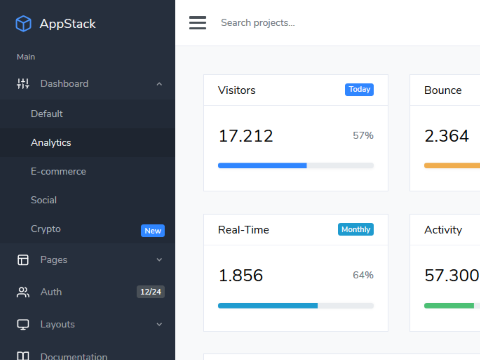 AppStack
Main
Dashboard
Default
Analytics
E-commerce
Social
Crypto New
Pages
Auth 12/24
Layouts
Documentation
Search projects...
Visitors Today
17.212 57%
Bounce
2.364
Real-Time Monthly
1.856 64%
Activity
57.300